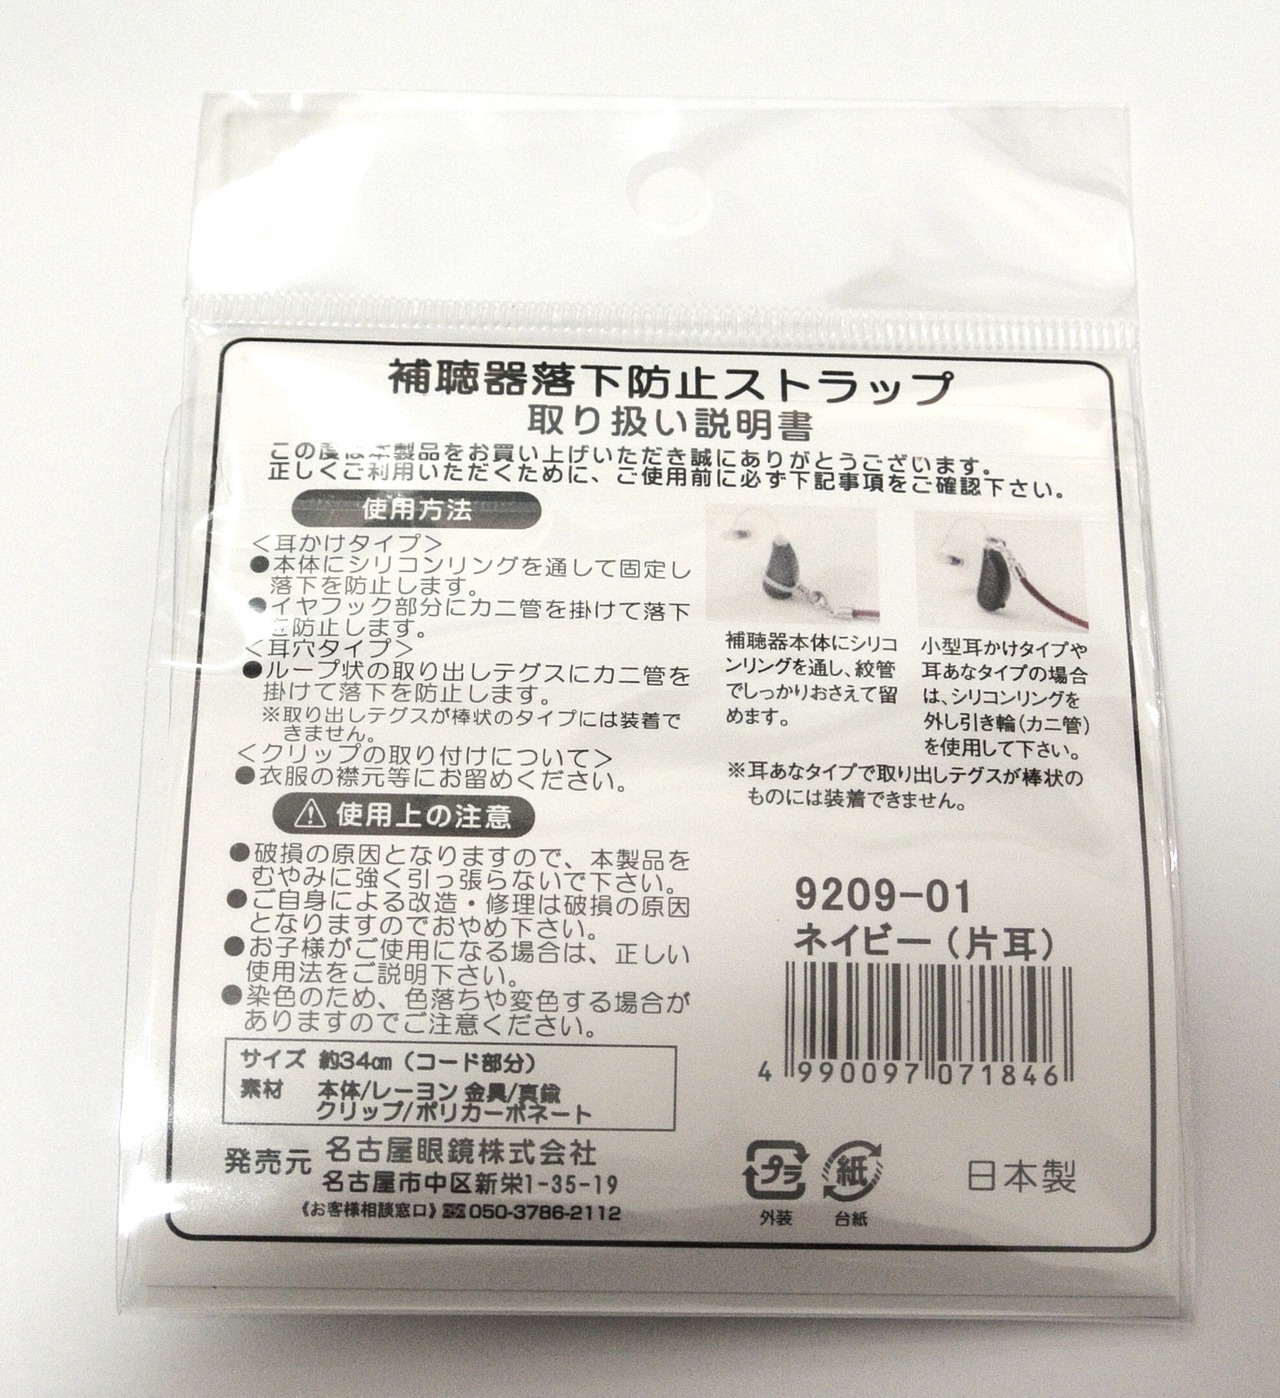 補聴器落下防止ストラップ
取り扱い説明書
この度は本製品をお買い上げいただき誠にありがとうございます。
正しくご利用いただくために、ご使用前に必ず下記事項をご確認下さい。
使用方法
＜耳かけタイプ＞
●本体にシリコンリングを通して固定し
落下を防止します。
●イヤフック部分にカニ管を掛けて落下
を防止します。
＜耳穴タイプ＞
●ループ状の取り出しテグスにカニ管を
掛けて落下を防止します。
※取り出しテグスが棒状のタイプには装着で
きません。
＜クリップの取り付けについて＞
●衣服の襟元等にお留めください。
⚠ 使用上の注意
●破損の原因となりますので、本製品を
むやみに強く引っ張らないで下さい。
●ご自身による改造・修理は破損の原因
となりますのでおやめ下さい。
●お子様がご使用になる場合は、正しい
使用法をご説明下さい。
●染色のため、色落ちや変色する場合が
ありますのでご注意ください。
サイズ 約34㎝（コード部分）
素材 本体/レーヨン 金具/真鍮
クリップ/ポリカーボネート
発売元 名古屋眼鏡株式会社
名古屋市中区新栄1-35-19
《お客様相談窓口》050-3786-2112
補聴器本体にシリコ
ンリングを通し、絞管
でしっかりおさえて留
めます。
小型耳かけタイプや
耳あなタイプの場合
は、シリコンリングを
外し引き輪（カニ管）
を使用して下さい。
※耳あなタイプで取り出しテグスが棒状の
ものには装着できません。
9209-01
ネイビー（片耳）
4 990097 071846
プラ
外装
紙
台紙
日本製